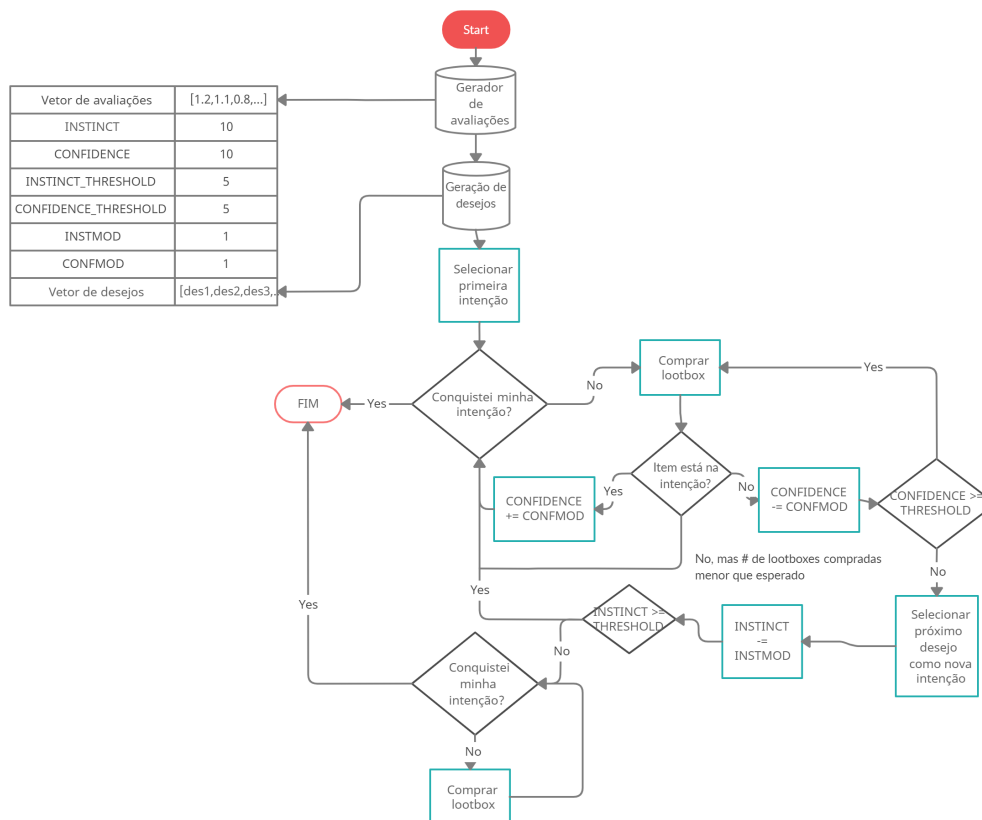 Start
Gerador
de
avaliações
Vetor de avaliações [1.2,1.1,0.8,...]
INSTINCT 10
CONFIDENCE 10
INSTINCT_THRESHOLD 5
CONFIDENCE_THRESHOLD 5
INSTMOD 1
CONFMOD 1
Vetor de desejos [des1,des2,des3,.
Geração de
desejos
Selecionar
primeira
intenção
Conquistei minha
intenção?
Yes
FIM
No
Comprar
lootbox
Yes
Item está na
intenção?
Yes
CONFIDENCE
+= CONFMOD
No
CONFIDENCE
-= CONFMOD
CONFIDENCE >=
THRESHOLD
No, mas # de lootboxes compradas
menor que esperado
No
Selecionar
próximo
desejo
como nova
intenção
INSTINCT
-=
INSTMOD
INSTINCT >=
THRESHOLD
Yes
No
Conquistei
minha
intenção?
Yes
No
Comprar
lootbox